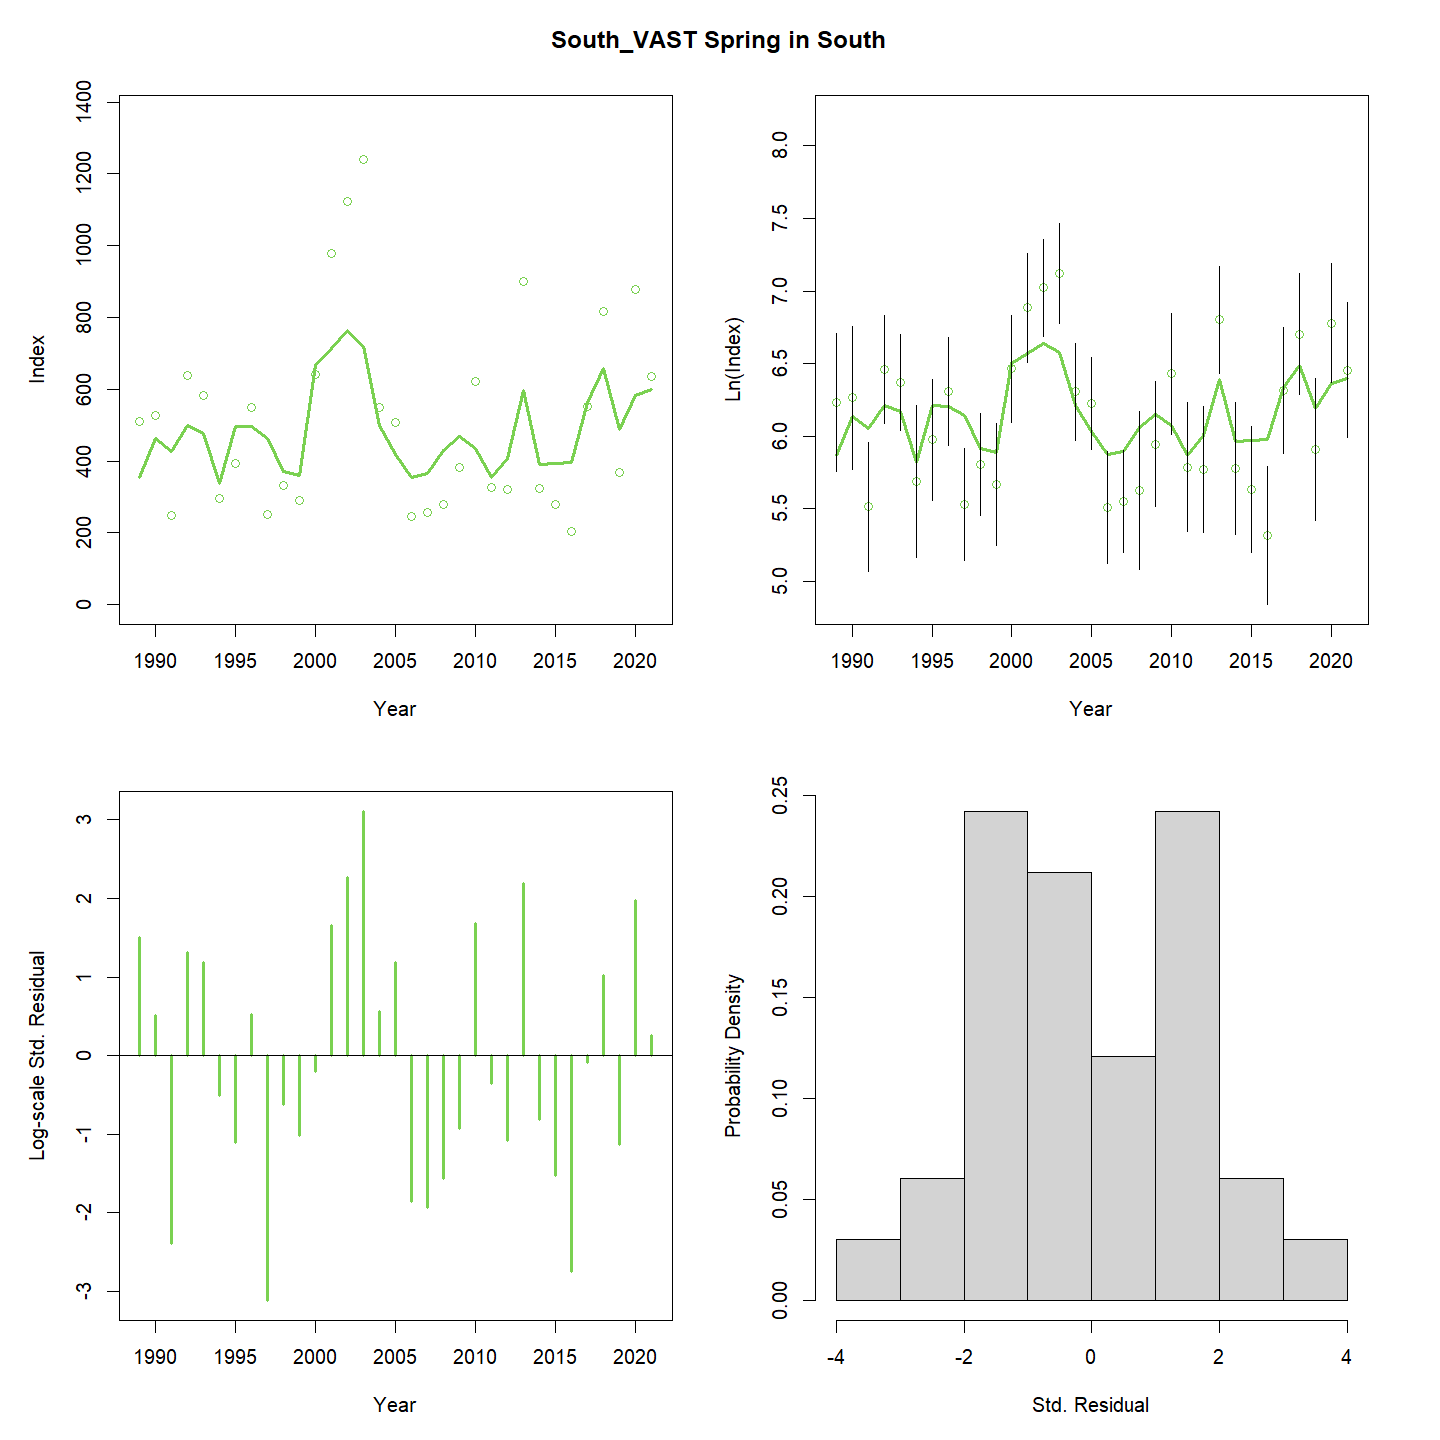 South_VAST Spring in South
Index
0 200 400 600 800 1000 1200 1400
1990 1995 2000 2005 2010 2015 2020
Year
Ln(Index)
5.0 5.5 6.0 6.5 7.0 7.5 8.0
1990 1995 2000 2005 2010 2015 2020
Year
Log-scale Std. Residual
-3 -2 -1 0 1 2 3
1990 1995 2000 2005 2010 2015 2020
Year
Probability Density
0.00 0.05 0.10 0.15 0.20 0.25
-4 -2 0 2 4
Std. Residual